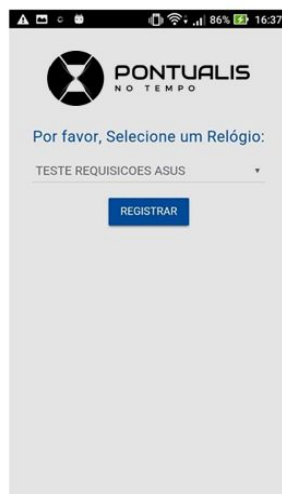 86% 16:37
PONTUALIS
NO TEMPO
Por favor, Selecione um Relógio:
TESTE REQUISICOES ASUS
REGISTRAR